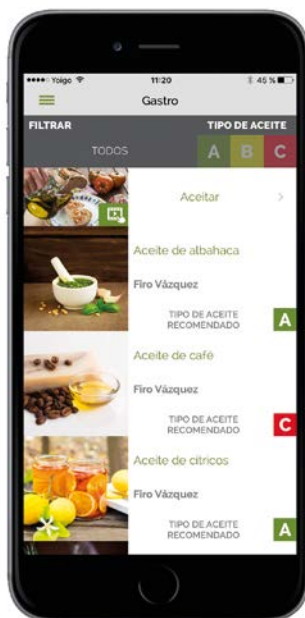 Yoigo 11:20 45 %
Gastro
FILTRAR TIPO DE ACEITE
TODOS A B C
Aceitar
Aceite de albahaca
Firo Vázquez
TIPO DE ACEITE
RECOMENDADO A
Aceite de café
Firo Vázquez
TIPO DE ACEITE
RECOMENDADO C
Aceite de cítricos
Firo Vázquez
TIPO DE ACEITE
RECOMENDADO A